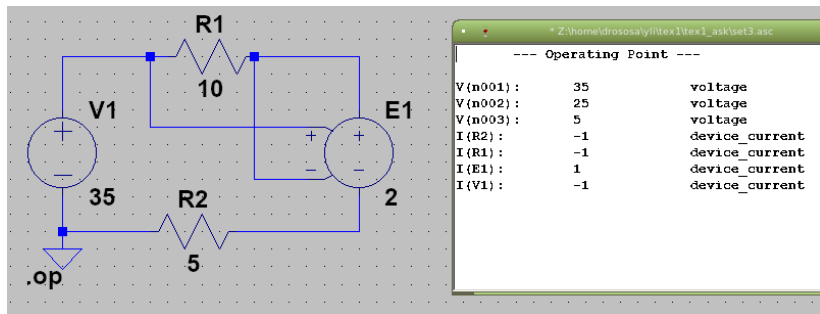 R1
10
V1
+
−
35
+
−
+
−
E1
2
R2
5
.op
* Z:\home\drososa\yli\tex1\tex1_ask\set3.asc
--- Operating Point ---
V(n001): 35 voltage
V(n002): 25 voltage
V(n003): 5 voltage
I(R2): -1 device_current
I(R1): -1 device_current
I(E1): 1 device_current
I(V1): -1 device_current